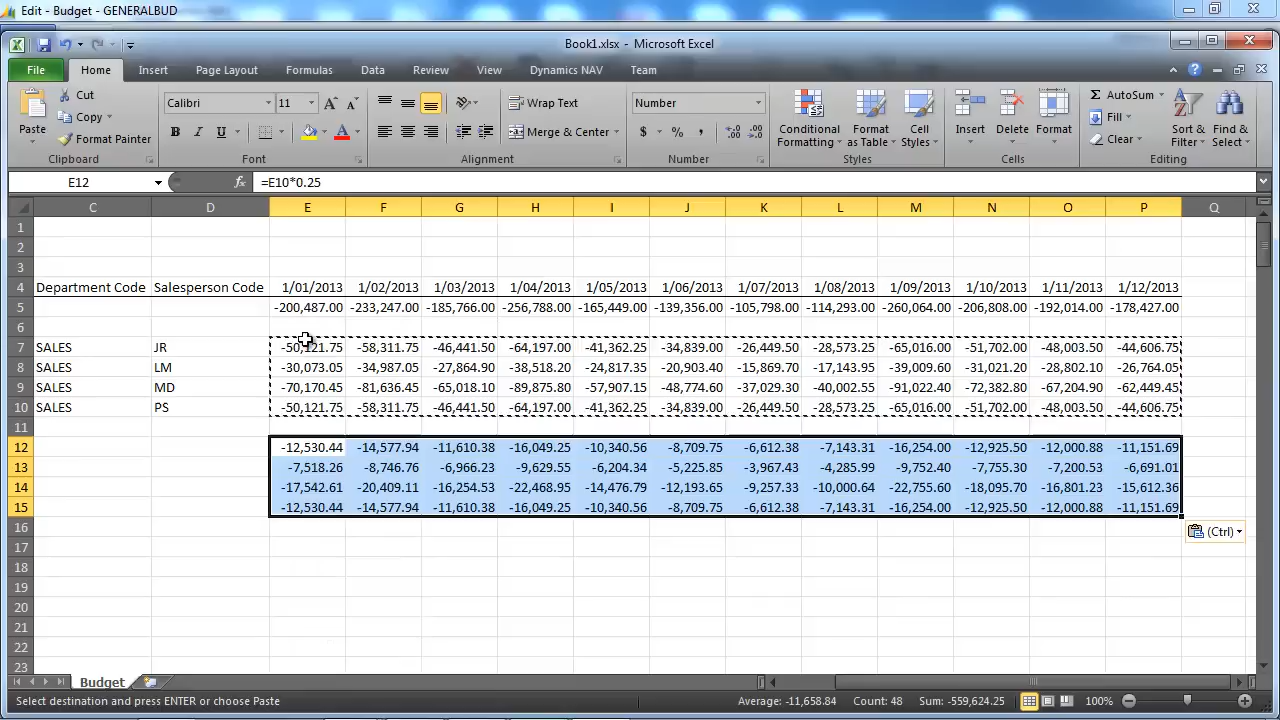 Edit - Budget - GENERALBUD
Book1.xlsx - Microsoft Excel
File Home Insert Page Layout Formulas Data Review View Dynamics NAV Team
Paste Cut Copy Format Painter Clipboard
Calibri 11 B I U A A A Font
Wrap Text Merge & Center Alignment
Number $ % , Number
Conditional Formatting Format as Table Cell Styles Styles
Insert Delete Format Cells
Σ AutoSum Fill Clear Sort & Filter Find & Select Editing
E12 fx =E10*0.25
C D E F G H I J K L M N O P Q
1
2
3
4 Department Code Salesperson Code 1/01/2013 1/02/2013 1/03/2013 1/04/2013 1/05/2013 1/06/2013 1/07/2013 1/08/2013 1/09/2013 1/10/2013 1/11/2013 1/12/2013
5 -200,487.00 -233,247.00 -185,766.00 -256,788.00 -165,449.00 -139,356.00 -105,798.00 -114,293.00 -260,064.00 -206,808.00 -192,014.00 -178,427.00
6
7 SALES JR -50,121.75 -58,311.75 -46,441.50 -64,197.00 -41,362.25 -34,839.00 -26,449.50 -28,573.25 -65,016.00 -51,702.00 -48,003.50 -44,606.75
8 SALES LM -30,073.05 -34,987.05 -27,864.90 -38,518.20 -24,817.35 -20,903.40 -15,869.70 -17,143.95 -39,009.60 -31,021.20 -28,802.10 -26,764.05
9 SALES MD -70,170.45 -81,636.45 -65,018.10 -89,875.80 -57,907.15 -48,774.60 -37,029.30 -40,002.55 -91,022.40 -72,382.80 -67,204.90 -62,449.45
10 SALES PS -50,121.75 -58,311.75 -46,441.50 -64,197.00 -41,362.25 -34,839.00 -26,449.50 -28,573.25 -65,016.00 -51,702.00 -48,003.50 -44,606.75
11
12 -12,530.44 -14,577.94 -11,610.38 -16,049.25 -10,340.56 -8,709.75 -6,612.38 -7,143.31 -16,254.00 -12,925.50 -12,000.88 -11,151.69
13 -7,518.26 -8,746.76 -6,966.23 -9,629.55 -6,204.34 -5,225.85 -3,967.43 -4,285.99 -9,752.40 -7,755.30 -7,200.53 -6,691.01
14 -17,542.61 -20,409.11 -16,254.53 -22,468.95 -14,476.79 -12,193.65 -9,257.33 -10,000.64 -22,755.60 -18,095.70 -16,801.23 -15,612.36
15 -12,530.44 -14,577.94 -11,610.38 -16,049.25 -10,340.56 -8,709.75 -6,612.38 -7,143.31 -16,254.00 -12,925.50 -12,000.88 -11,151.69
16
(Ctrl)
17
18
19
20
21
22
23
Budget
Select destination and press ENTER or choose Paste Average: -11,658.84 Count: 48 Sum: -559,624.25 100%